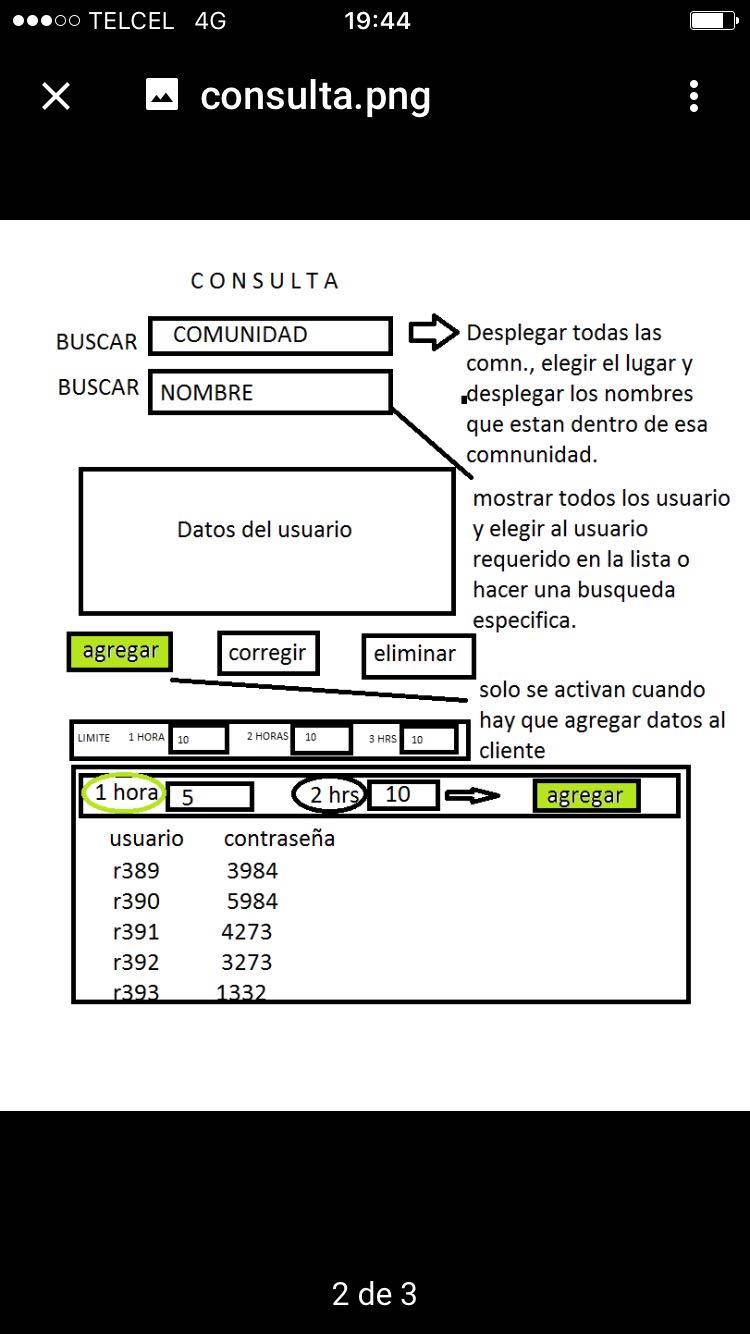 TELCEL 4G 19:44
consulta.png
CONSULTA
BUSCAR COMUNIDAD
BUSCAR NOMBRE
Desplegar todas las
comn., elegir el lugar y
desplegar los nombres
que estan dentro de esa
comnunidad.
Datos del usuario
mostrar todos los usuario
y elegir al usuario
requerido en la lista o
hacer una busqueda
especifica.
agregar corregir eliminar
solo se activan cuando
hay que agregar datos al
cliente
LIMITE 1 HORA 10 2 HORAS 10 3 HRS 10
1 hora 5 2 hrs 10 agregar
usuario contraseña
r389 3984
r390 5984
r391 4273
r392 3273
r393 1332
2 de 3